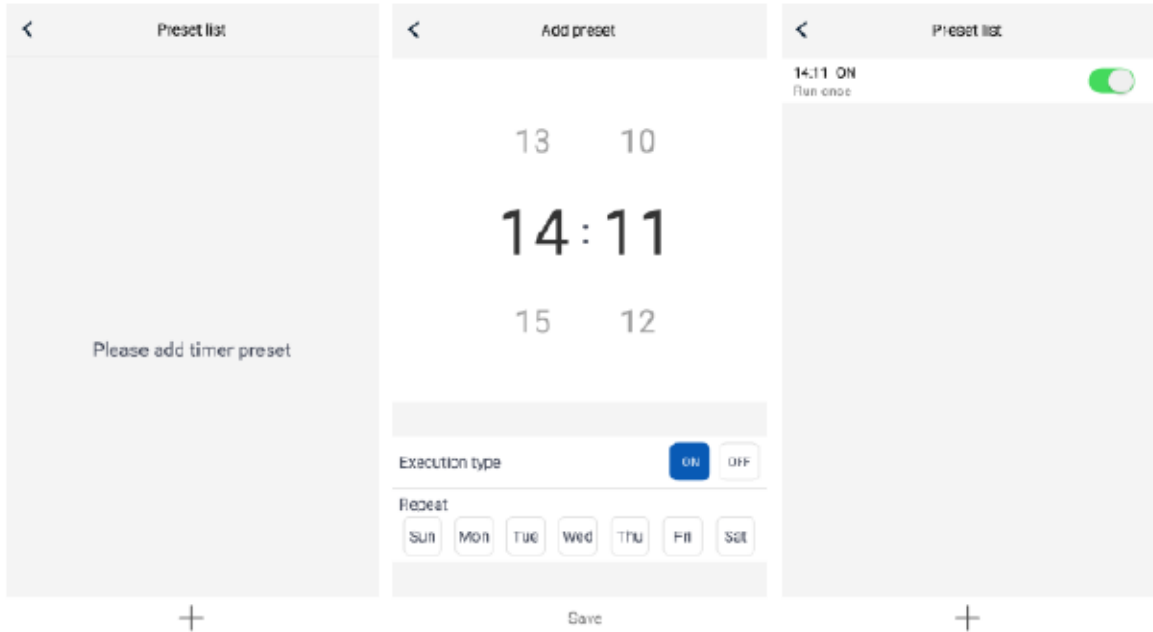 Preset list
Please add timer preset
Add preset
13 10
14 : 11
15 12
Execution type ON OFF
Repeat
Sun Mon Tue Wed Thu Fri Sat
Save
Preset list
14:11 ON
Run once